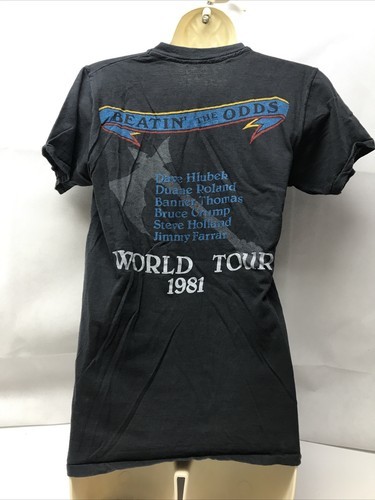 BEATIN' THE ODDS
Dave Hlubek
Duane Roland
Banner Thomas
Bruce Crump
Steve Holland
Jimmy Farrar
WORLD TOUR
1981